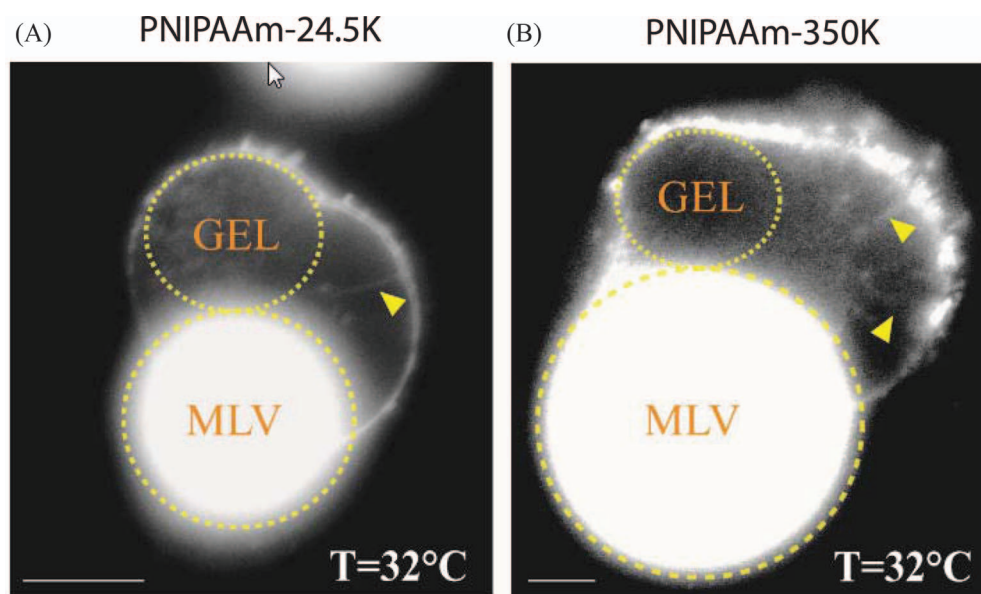 (A) PNIPAAm-24.5K
GEL
MLV
T=32°C
(B) PNIPAAm-350K
GEL
MLV
T=32°C